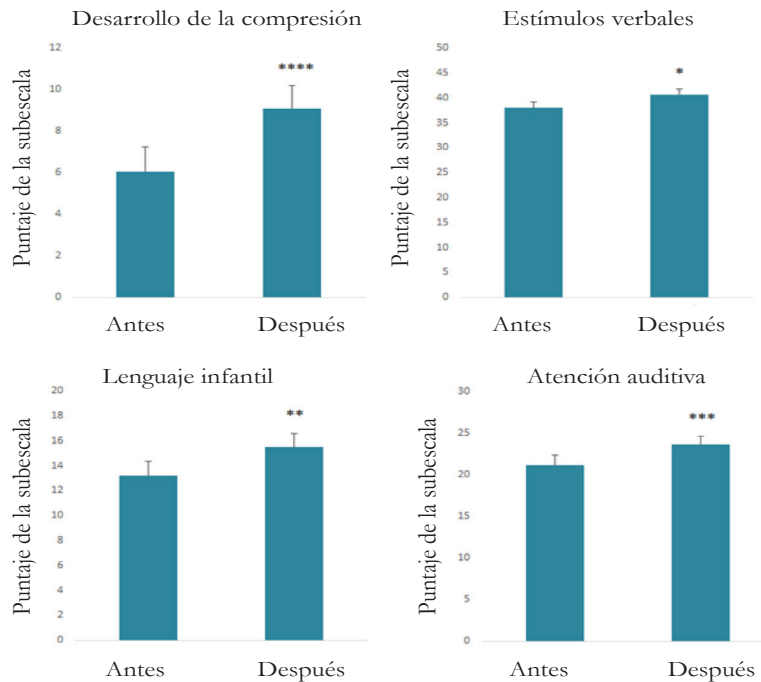 Desarrollo de la compresión
Puntaje de la subescala
12
10
8
6
4
2
0
****
Antes
Después
Estímulos verbales
Puntaje de la subescala
50
45
40
35
30
25
20
15
10
5
0
*
Antes
Después
Lenguaje infantil
Puntaje de la subescala
20
18
16
14
12
10
8
6
4
2
0
**
Antes
Después
Atención auditiva
Puntaje de la subescala
30
25
20
15
10
5
0
***
Antes
Después